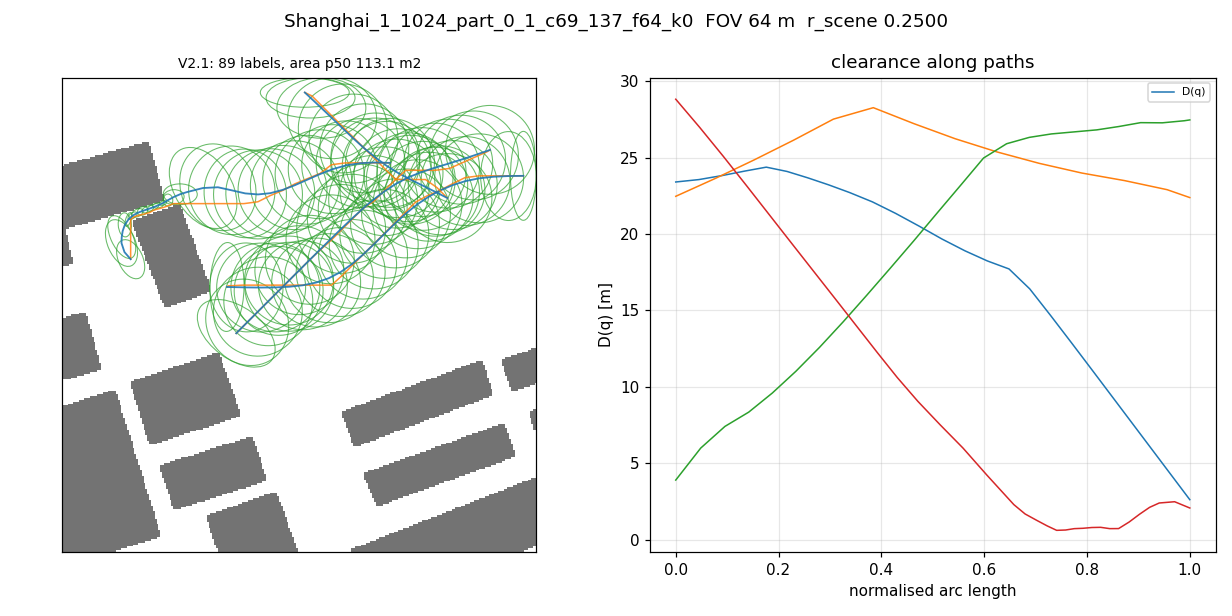 Shanghai_1_1024_part_0_1_c69_137_f64_k0  FOV 64 m  r_scene 0.2500
V2.1: 89 labels, area p50 113.1 m2
clearance along paths
D(q)
30
25
20
15
10
5
0
D(q) [m]
0.0 0.2 0.4 0.6 0.8 1.0
normalised arc length